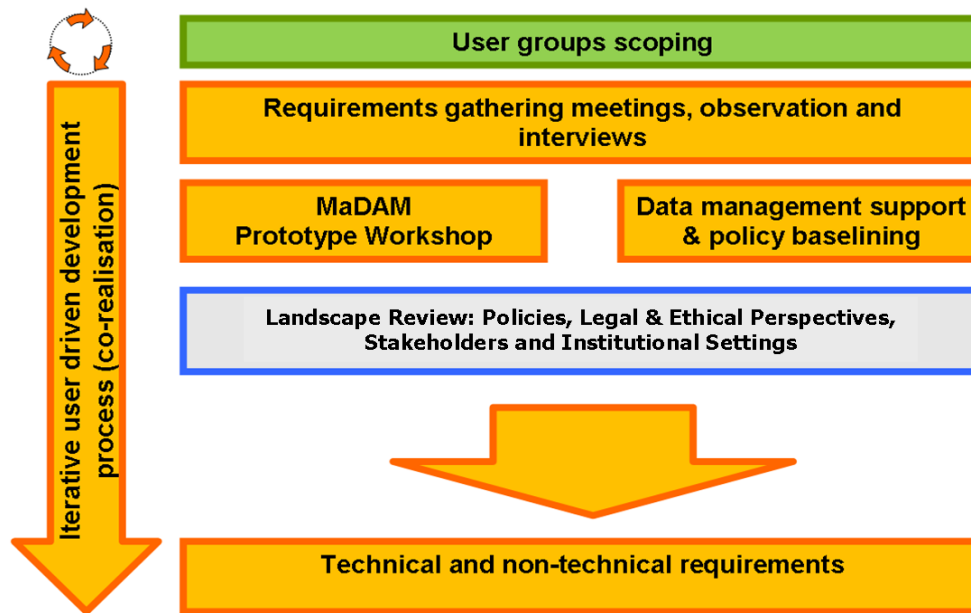 User groups scoping
Requirements gathering meetings, observation and
interviews
MaDAM
Prototype Workshop
Data management support
& policy baselining
Landscape Review: Policies, Legal & Ethical Perspectives,
Stakeholders and Institutional Settings
Technical and non-technical requirements
Iterative user driven development
process (co-realisation)